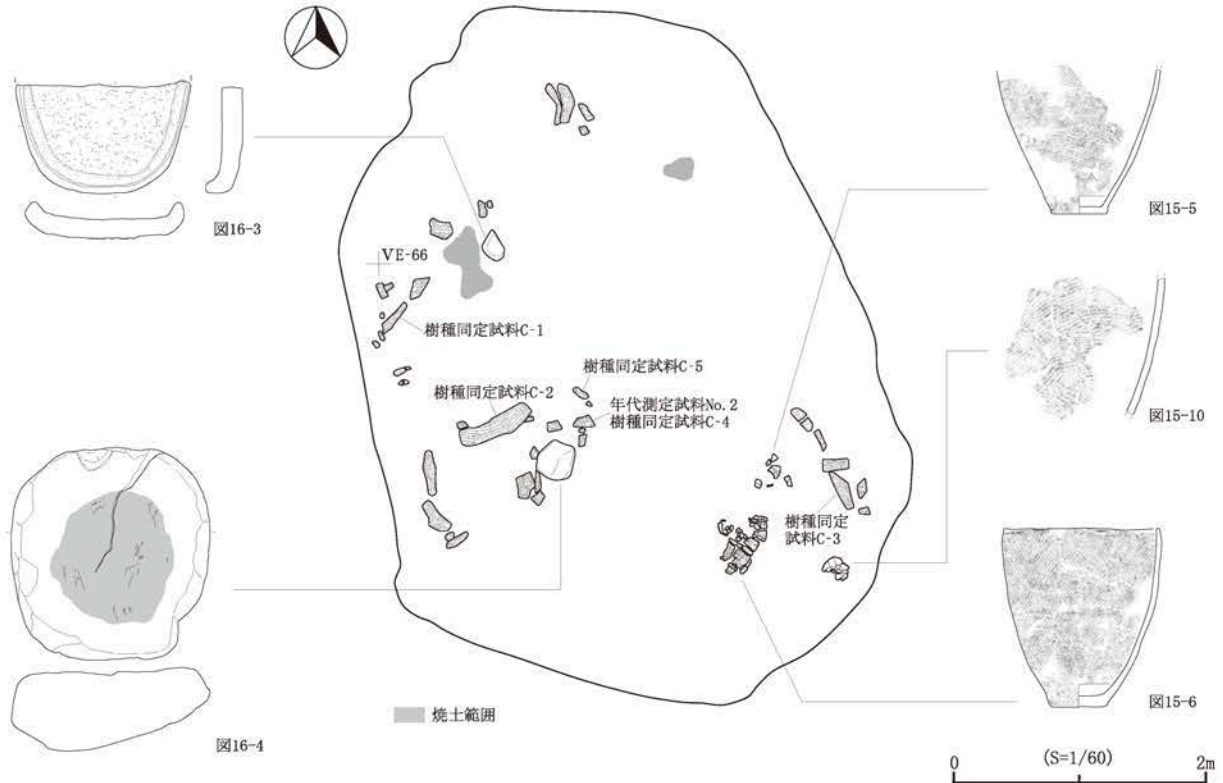 図16-3
VE-66
樹種同定試料C-1
樹種同定試料C-2
樹種同定試料C-5
年代測定試料No.2
樹種同定試料C-4
樹種同定
試料C-3
図15-5
図15-10
図15-6
図16-4
焼土範囲
(S=1/60)
0
2m